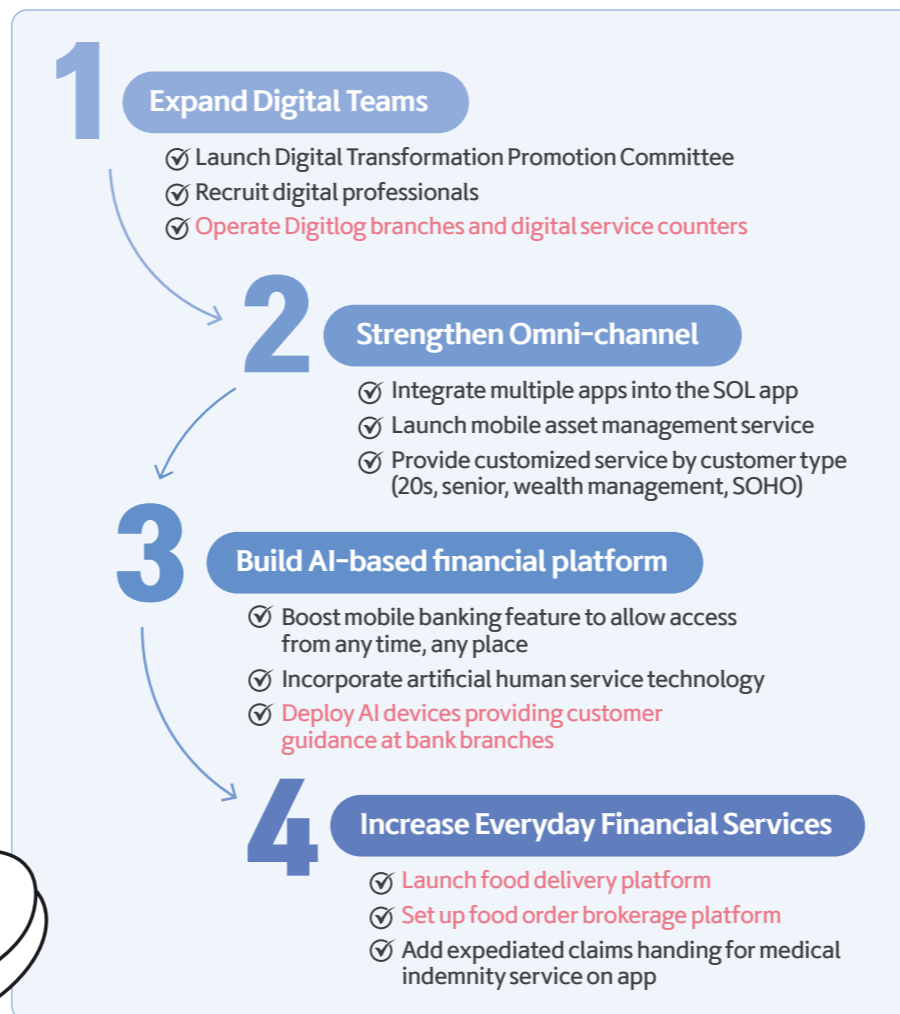 1
Expand Digital Teams
Launch Digital Transformation Promotion Committee
Recruit digital professionals
Operate Digitlog branches and digital service counters
2
Strengthen Omni-channel
Integrate multiple apps into the SOL app
Launch mobile asset management service
Provide customized service by customer type
(20s, senior, wealth management, SOHO)
3
Build AI-based financial platform
Boost mobile banking feature to allow access
from any time, any place
Incorporate artificial human service technology
Deploy AI devices providing customer
guidance at bank branches
4
Increase Everyday Financial Services
Launch food delivery platform
Set up food order brokerage platform
Add expediated claims handing for medical
indemnity service on app